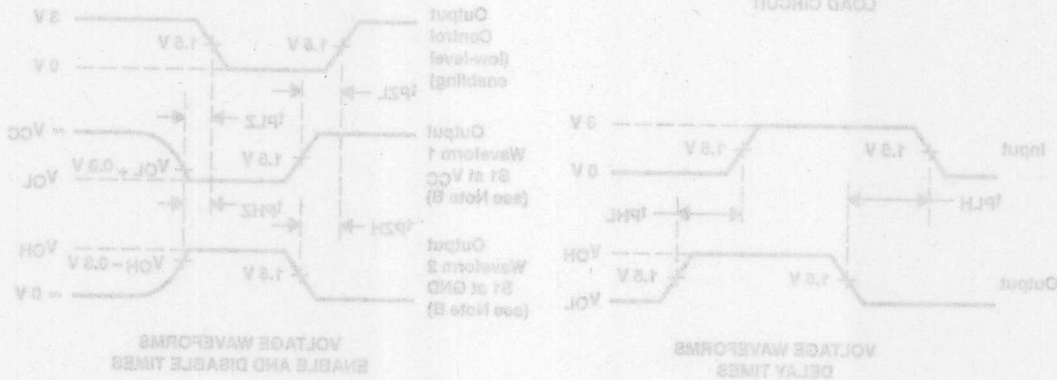 LOAD CIRCUIT
Input
1.5 V
1.5 V
3 V
0 V
tPLH
tPHL
Output
1.5 V
1.5 V
VOH
VOL
VOLTAGE WAVEFORMS
DELAY TIMES
Output
Control
(low-level
enabling)
1.5 V
1.5 V
3 V
0 V
tPZL
tPLZ
Output
Waveform 1
S1 at VCC
(see Note B)
1.5 V
VOL + 0.3 V
≈ VCC
VOL
tPZH
tPHZ
Output
Waveform 2
S1 at GND
(see Note B)
1.5 V
VOH – 0.3 V
VOH
≈ 0 V
VOLTAGE WAVEFORMS
ENABLE AND DISABLE TIMES